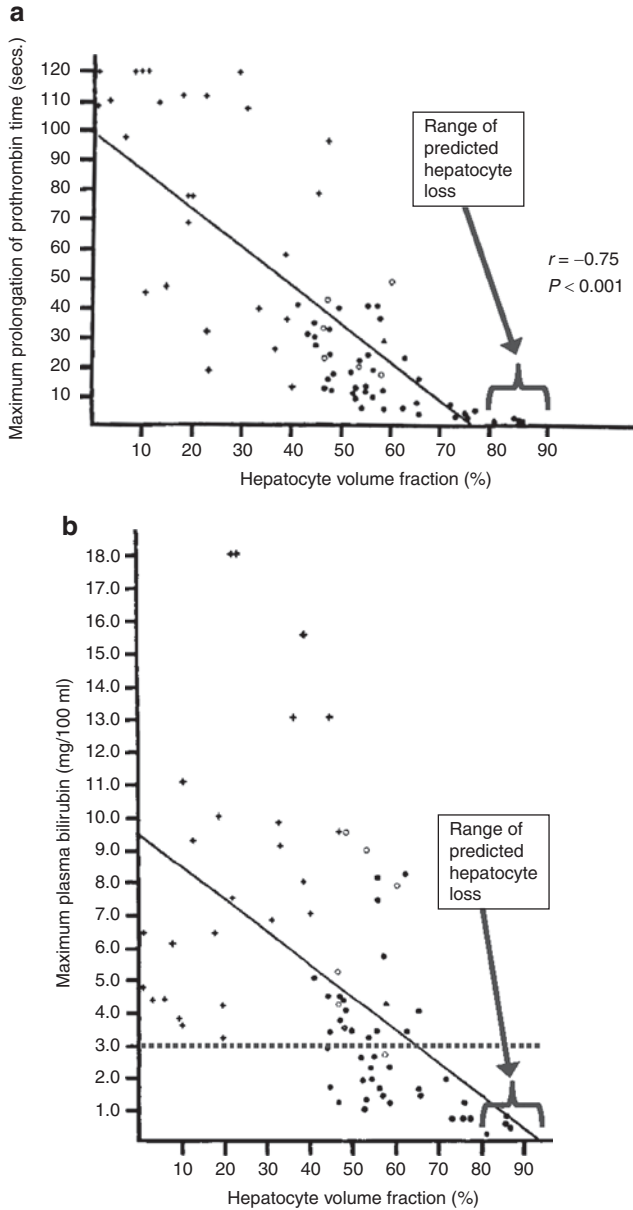 a
Maximum prolongation of prothrombin time (secs.)
120
110
100
90
80
70
60
50
40
30
20
10
Range of
predicted
hepatocyte
loss
r = −0.75
P < 0.001
10 20 30 40 50 60 70 80 90
Hepatocyte volume fraction (%)
b
Maximum plasma bilirubin (mg/100 ml)
18.0
17.0
16.0
15.0
14.0
13.0
12.0
11.0
10.0
9.0
8.0
7.0
6.0
5.0
4.0
3.0
2.0
1.0
Range of
predicted
hepatocyte
loss
10 20 30 40 50 60 70 80 90
Hepatocyte volume fraction (%)